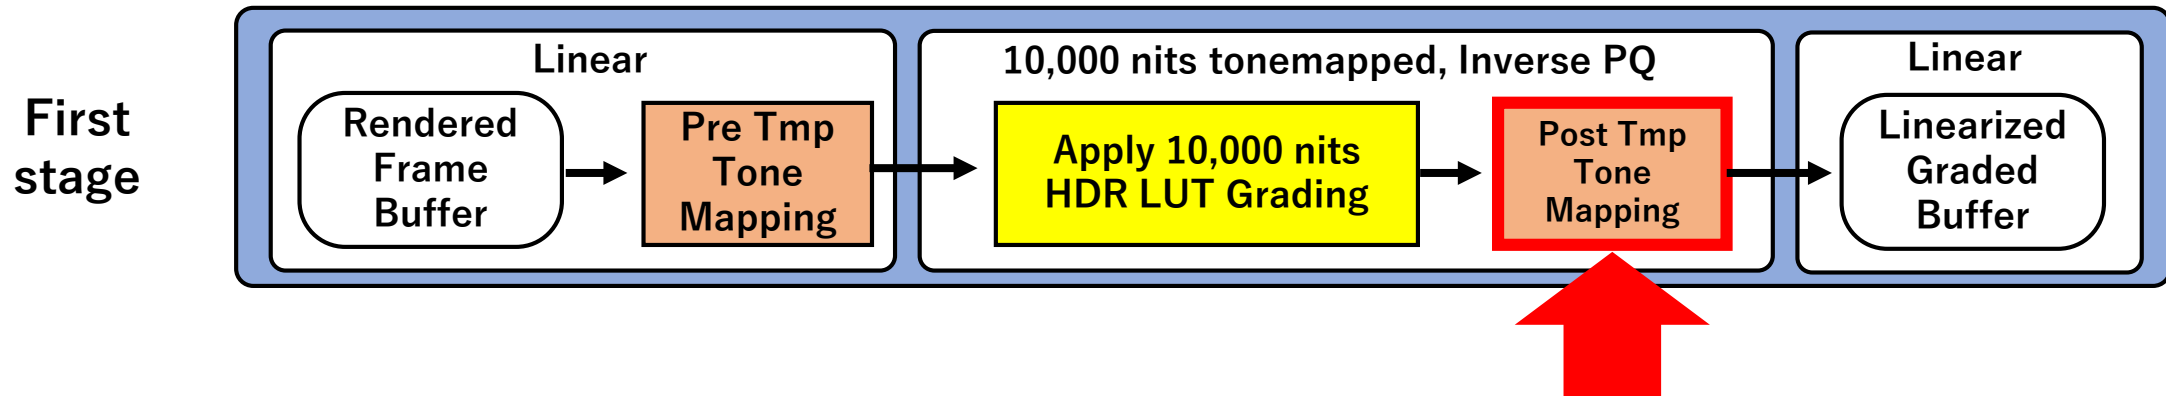 First
stage
Linear
Rendered
Frame
Buffer
Pre Tmp
Tone
Mapping
10,000 nits tonemapped, Inverse PQ
Apply 10,000 nits
HDR LUT Grading
Post Tmp
Tone
Mapping
Linear
Linearized
Graded
Buffer